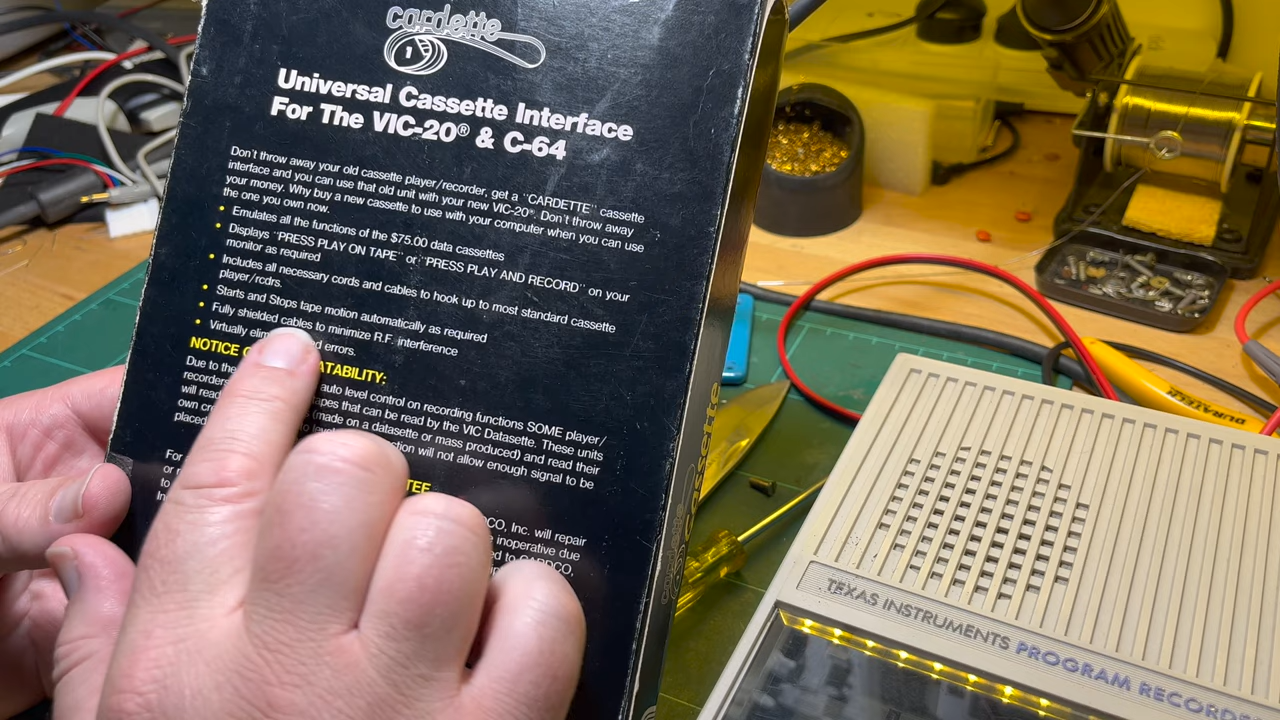 cardette
1
Universal Cassette Interface
For The VIC-20® & C-64
Don't throw away your old cassette player/recorder, get a "CARDETTE" cassette
interface and you can use that old unit with your new VIC-20®. Don't throw away
your money. Why buy a new cassette to use with your computer when you can use
the one you own now.
• Emulates all the functions of the $75.00 data cassettes
• Displays "PRESS PLAY ON TAPE" or "PRESS PLAY AND RECORD" on your
monitor as required
• Includes all necessary cords and cables to hook up to most standard cassette
player/rcdrs.
• Starts and Stops tape motion automatically as required
• Fully shielded cables to minimize R.F. interference
• Virtually errors.
NOTICE
Due to the auto level control on recording functions SOME player/
recorders
will read tapes that can be read by the VIC Datasette. These units
own (made on a datasette or mass produced) and read their
placed will not allow enough signal to be
For
or
to
CO, Inc. will repair
inoperative due
to CARDCO,
cardette
TEXAS INSTRUMENTS PROGRAM RECORDER
DURATECH